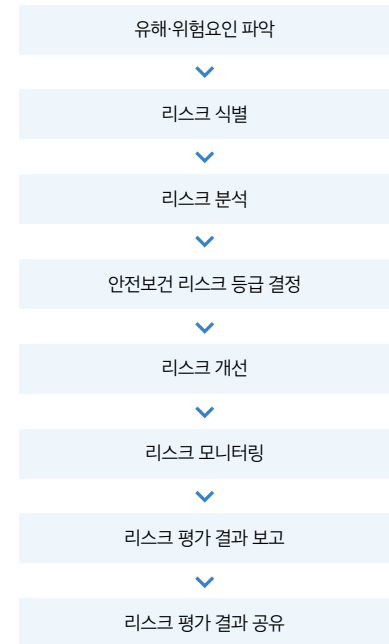 유해·위험요인 파악
리스크 식별
리스크 분석
안전보건 리스크 등급 결정
리스크 개선
리스크 모니터링
리스크 평가 결과 보고
리스크 평가 결과 공유